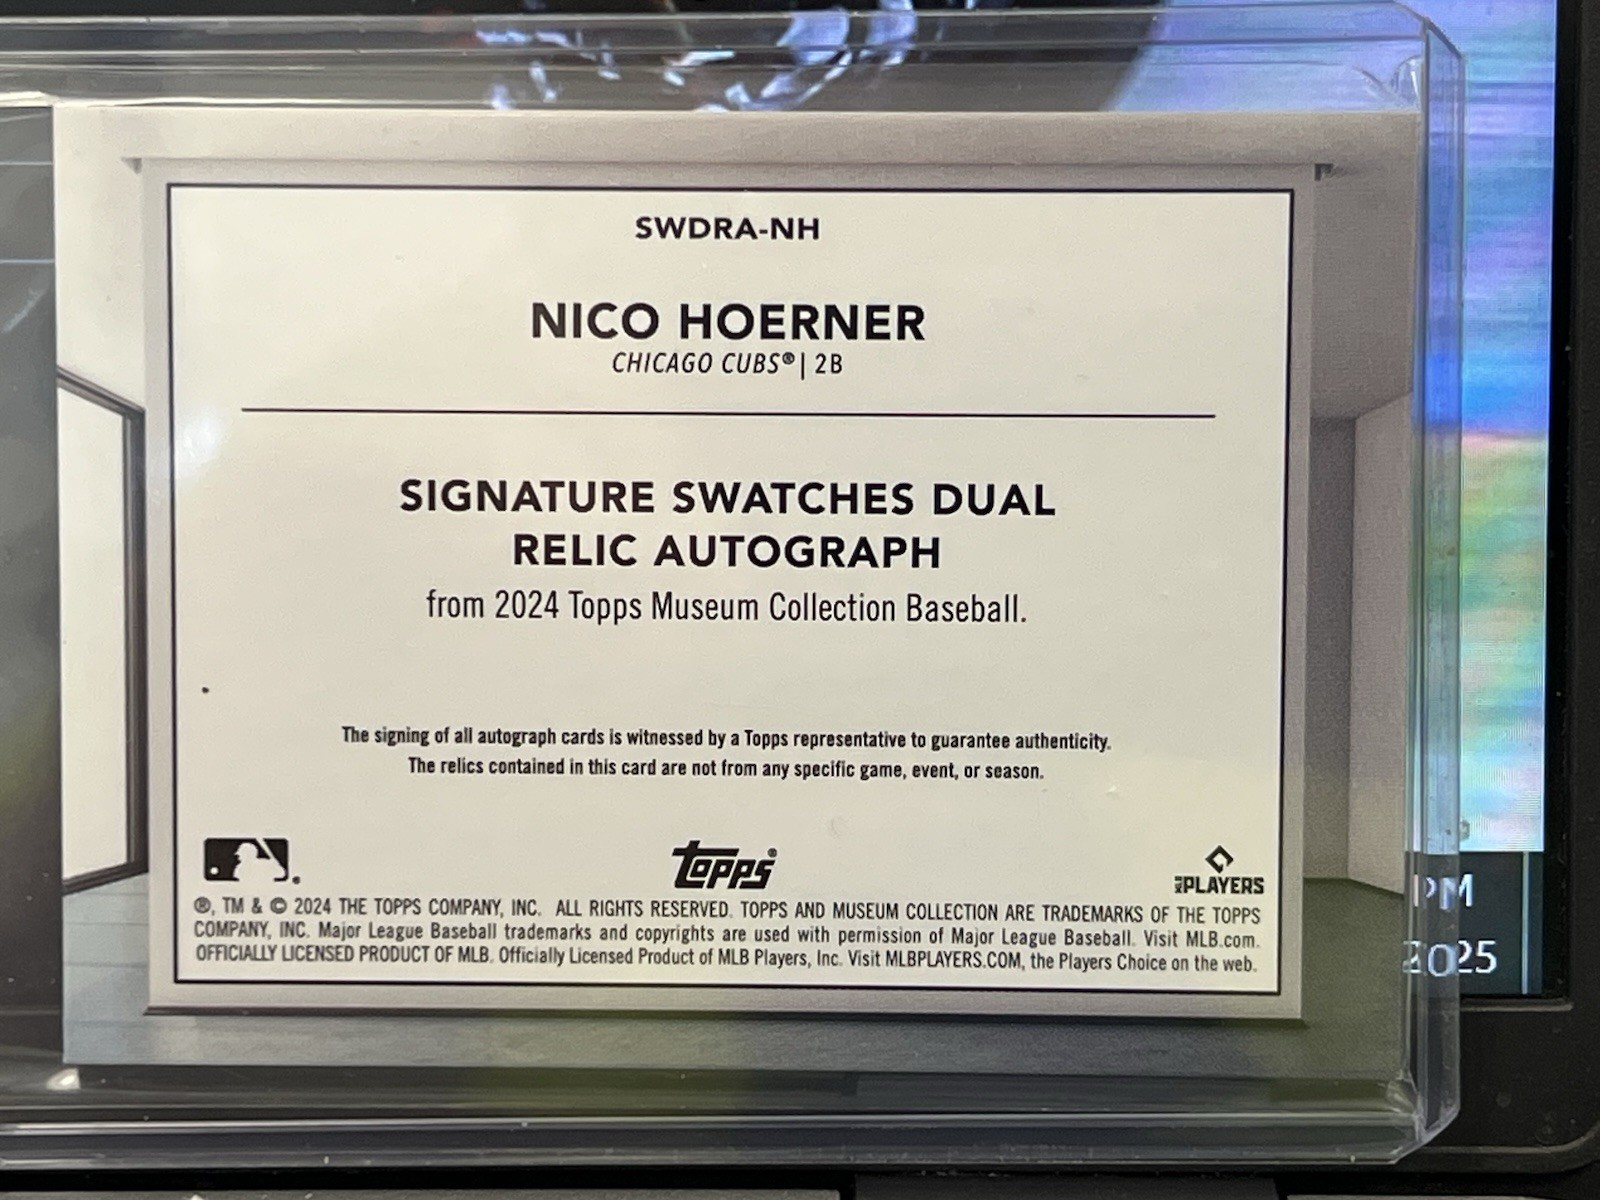 SWDRA-NH
NICO HOERNER
CHICAGO CUBS® | 2B
SIGNATURE SWATCHES DUAL
RELIC AUTOGRAPH
from 2024 Topps Museum Collection Baseball.
The signing of all autograph cards is witnessed by a Topps representative to guarantee authenticity.
The relics contained in this card are not from any specific game, event, or season.
topps®
PLAYERS
®, TM & © 2024 THE TOPPS COMPANY, INC. ALL RIGHTS RESERVED. TOPPS AND MUSEUM COLLECTION ARE TRADEMARKS OF THE TOPPS
COMPANY, INC. Major League Baseball trademarks and copyrights are used with permission of Major League Baseball. Visit MLB.com.
OFFICIALLY LICENSED PRODUCT OF MLB. Officially Licensed Product of MLB Players, Inc. Visit MLBPLAYERS.COM, the Players Choice on the web.
PM
2025